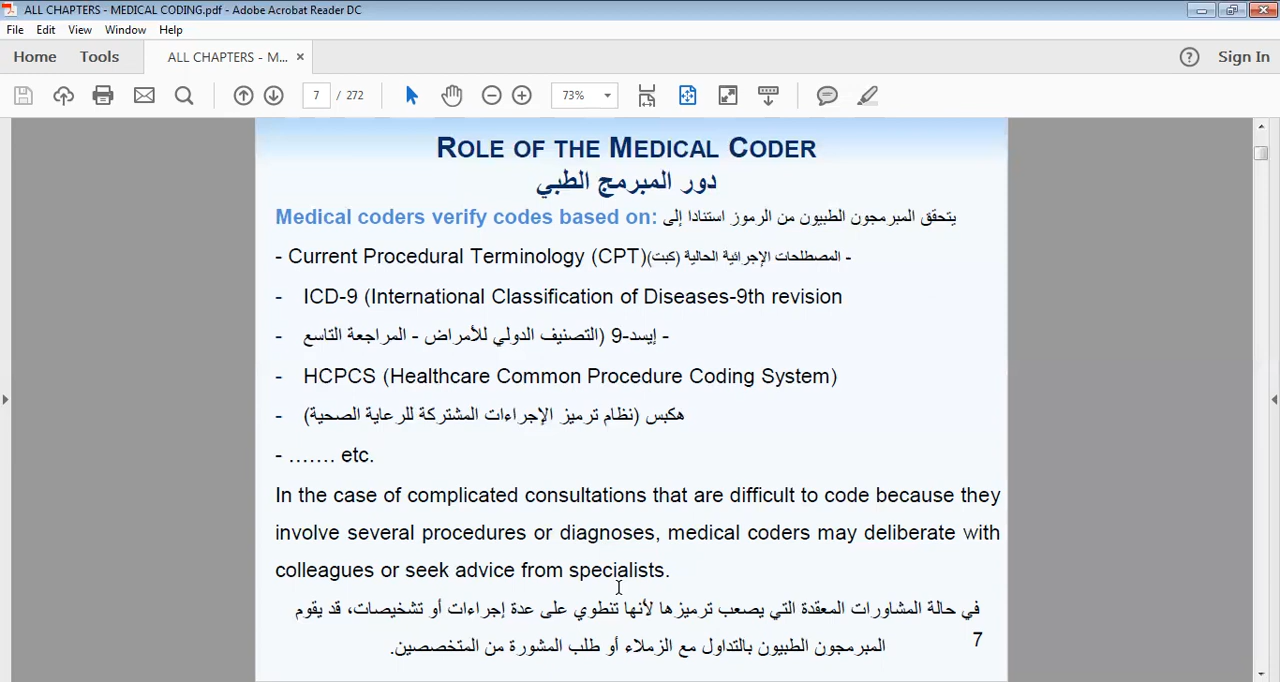 ALL CHAPTERS - MEDICAL CODING.pdf - Adobe Acrobat Reader DC
File Edit View Window Help
Home Tools ALL CHAPTERS - M... × ? Sign In
7 / 272 73%
ROLE OF THE MEDICAL CODER
دور المبرمج الطبي
Medical coders verify codes based on: يتحقق المبرمجون الطبيون من الرموز استنادا إلى
- Current Procedural Terminology (CPT)(كبت) المصطلحات الإجرائية الحالية -
- ICD-9 (International Classification of Diseases-9th revision
- إيسد-9 (التصنيف الدولي للأمراض - المراجعة التاسع -
- HCPCS (Healthcare Common Procedure Coding System)
- هكبس (نظام ترميز الإجراءات المشتركة للرعاية الصحية)
- ....... etc.
In the case of complicated consultations that are difficult to code because they
involve several procedures or diagnoses, medical coders may deliberate with
colleagues or seek advice from specialists.
في حالة المشاورات المعقدة التي يصعب ترميزها لأنها تنطوي على عدة إجراءات أو تشخيصات، قد يقوم
المبرمجون الطبيون بالتداول مع الزملاء أو طلب المشورة من المتخصصين.
7